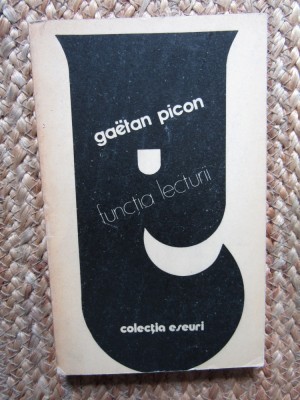 gaëtan picon
funcția lecturii
colecția eseuri